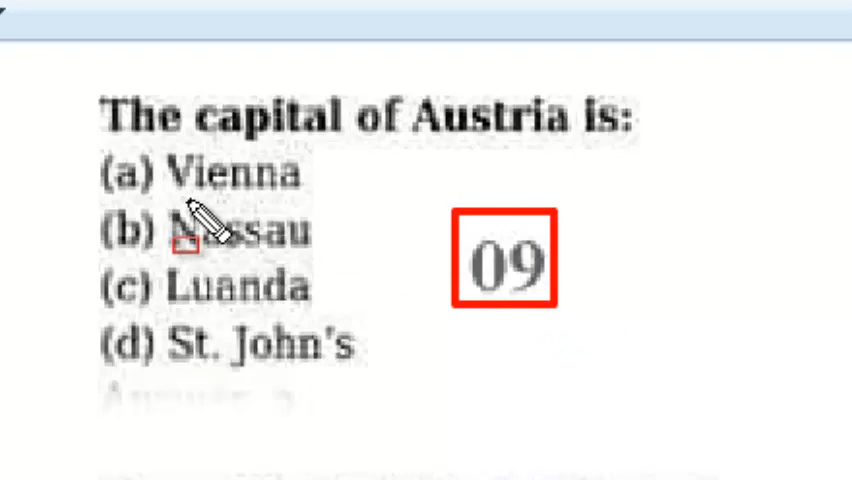 The capital of Austria is:
(a) Vienna
(b) Nassau
09
(c) Luanda
(d) St. John's